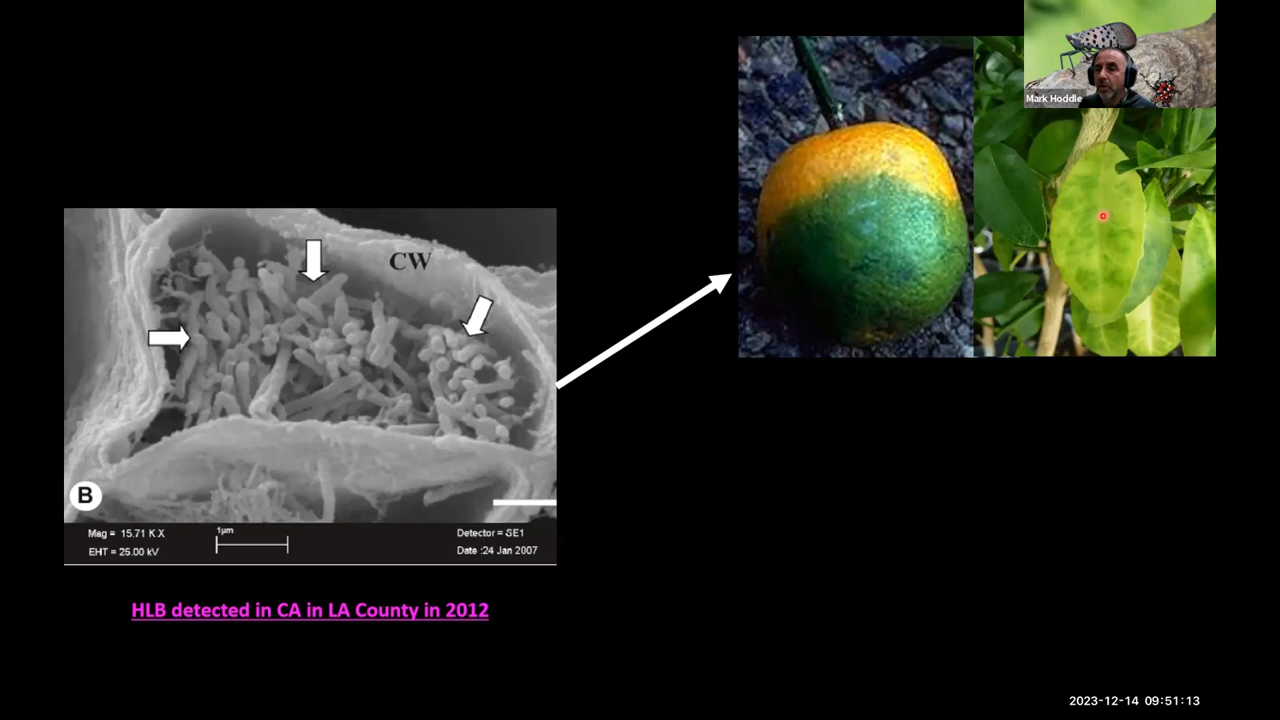 Mark Hoddle
CW
B
Mag = 15.71 K X
1µm
Detector = SE1
EHT = 25.00 kV
Date :24 Jan 2007
HLB detected in CA in LA County in 2012
2023-12-14 09:51:13